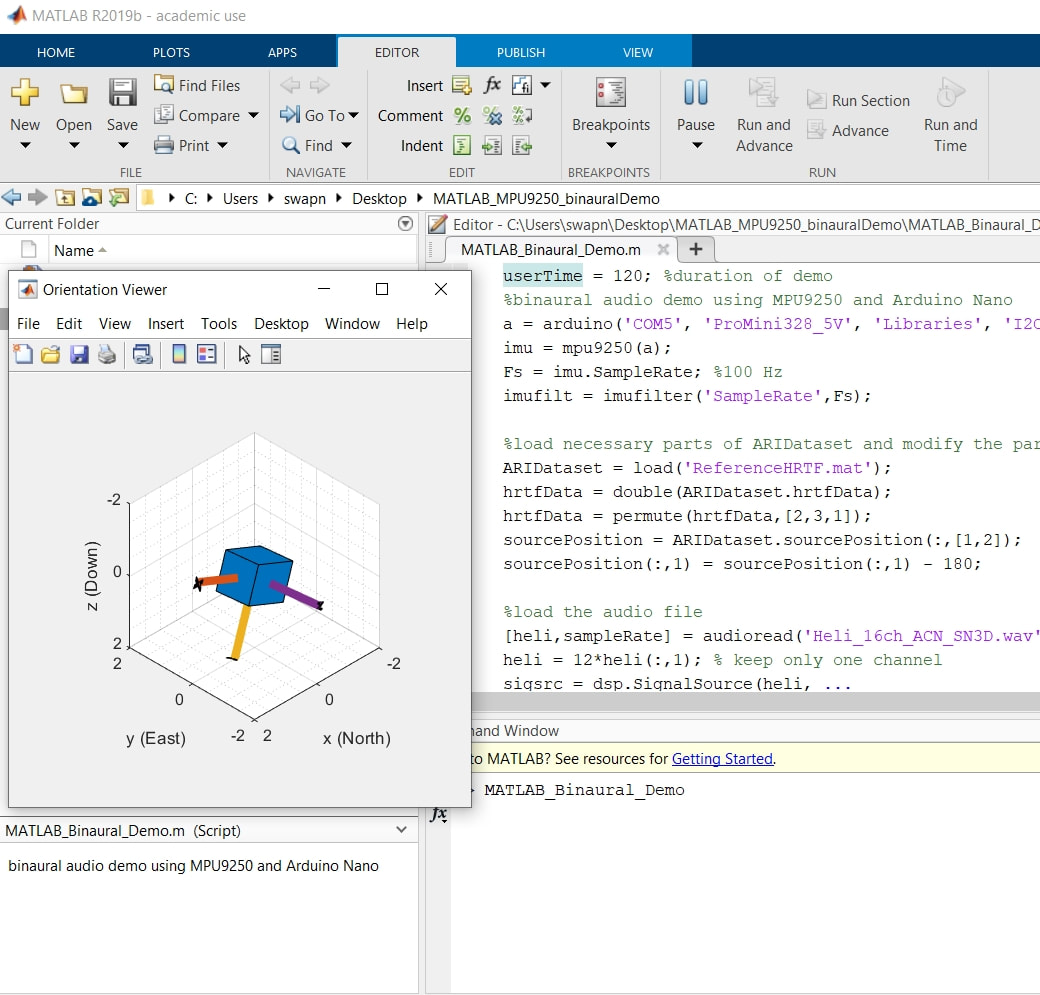 MATLAB R2019b - academic use
HOME PLOTS APPS EDITOR PUBLISH VIEW
New Open Save Find Files Compare Print
FILE
Go To Find
NAVIGATE
Insert fx
Comment
Indent
EDIT
Breakpoints
BREAKPOINTS
Pause Run and Advance Run Section Advance Run and Time
RUN
C: Users swapn Desktop MATLAB_MPU9250_binauralDemo
Current Folder
Name
Editor - C:\Users\swapn\Desktop\MATLAB_MPU9250_binauralDemo\MATLAB_Binaural_D
MATLAB_Binaural_Demo.m
Orientation Viewer
File Edit View Insert Tools Desktop Window Help
-2
0
2
z (Down)
2
0
-2
y (East)
2
0
-2
x (North)
userTime = 120; %duration of demo
%binaural audio demo using MPU9250 and Arduino Nano
a = arduino('COM5', 'ProMini328_5V', 'Libraries', 'I2C
imu = mpu9250(a);
Fs = imu.SampleRate; %100 Hz
imufilt = imufilter('SampleRate',Fs);
%load necessary parts of ARIDataset and modify the par
ARIDataset = load('ReferenceHRTF.mat');
hrtfData = double(ARIDataset.hrtfData);
hrtfData = permute(hrtfData,[2,3,1]);
sourcePosition = ARIDataset.sourcePosition(:,[1,2]);
sourcePosition(:,1) = sourcePosition(:,1) - 180;
%load the audio file
[heli,sampleRate] = audioread('Heli_16ch_ACN_SN3D.wav'
heli = 12*heli(:,1); % keep only one channel
sigsrc = dsp.SignalSource(heli, ...
and Window
to MATLAB? See resources for Getting Started.
MATLAB_Binaural_Demo
fx
MATLAB_Binaural_Demo.m (Script)
binaural audio demo using MPU9250 and Arduino Nano